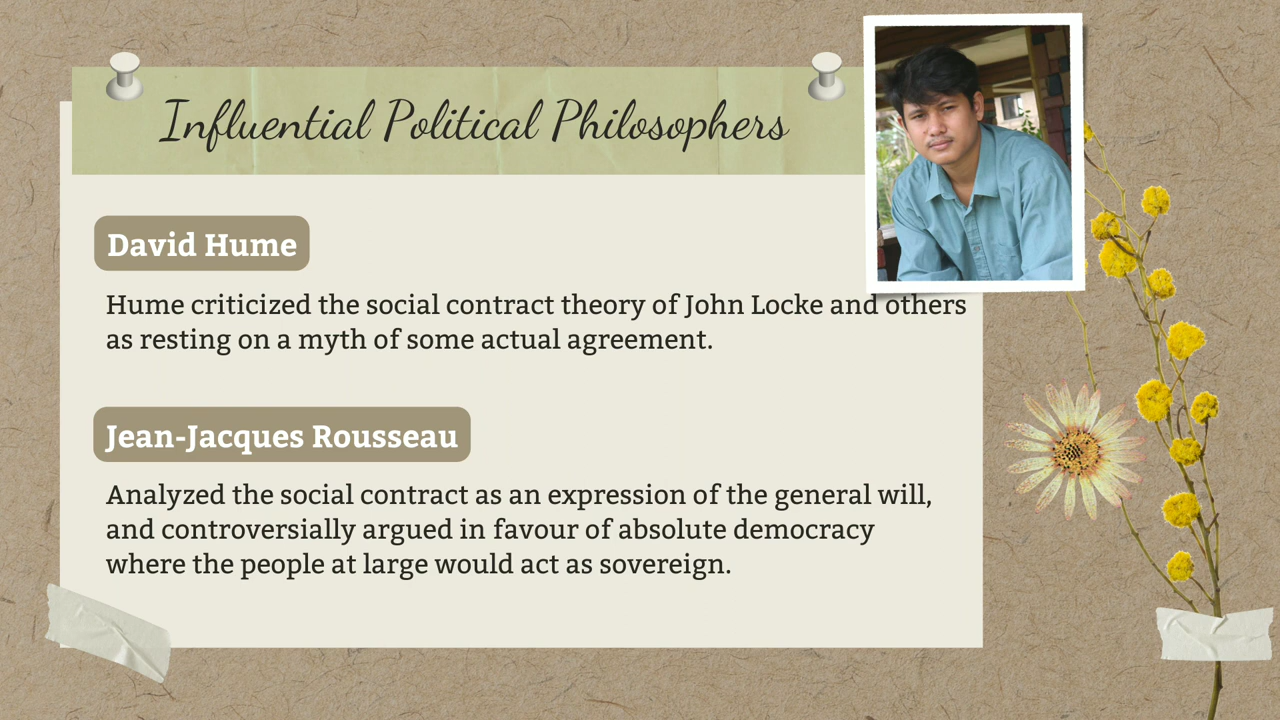 Influential Political Philosophers
David Hume
Hume criticized the social contract theory of John Locke and others
as resting on a myth of some actual agreement.
Jean-Jacques Rousseau
Analyzed the social contract as an expression of the general will,
and controversially argued in favour of absolute democracy
where the people at large would act as sovereign.